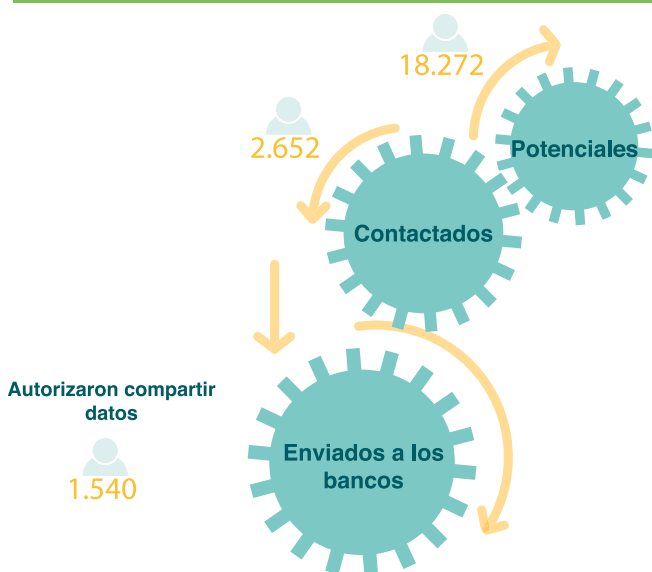 18.272
Potenciales
2.652
Contactados
Autorizaron compartir
datos
1.540
Enviados a los
bancos